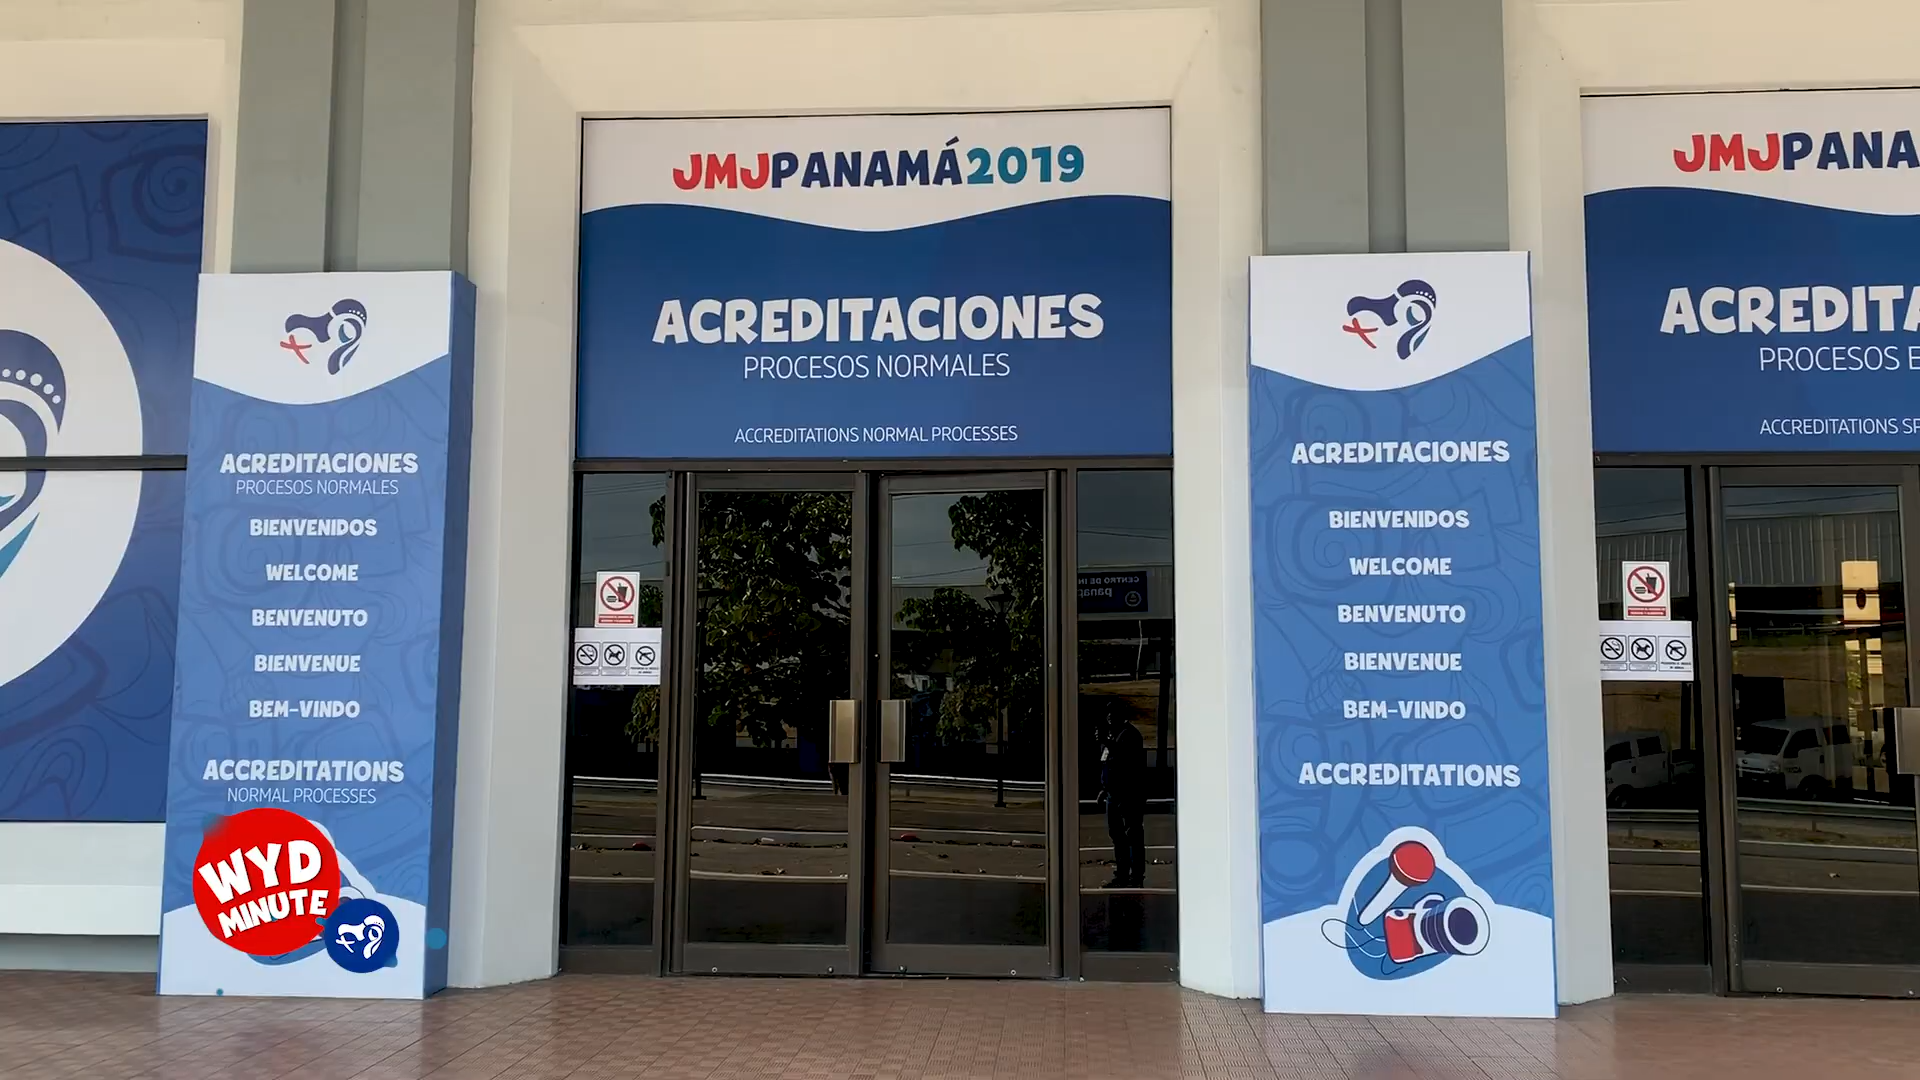 JMJPANAMÁ2019
ACREDITACIONES
PROCESOS NORMALES
ACCREDITATIONS NORMAL PROCESSES
JMJPANA
ACREDITA
PROCESOS E
ACCREDITATIONS SP
ACREDITACIONES
PROCESOS NORMALES
BIENVENIDOS
WELCOME
BENVENUTO
BIENVENUE
BEM-VINDO
ACCREDITATIONS
NORMAL PROCESSES
WYD
MINUTE
ACREDITACIONES
BIENVENIDOS
WELCOME
BENVENUTO
BIENVENUE
BEM-VINDO
ACCREDITATIONS